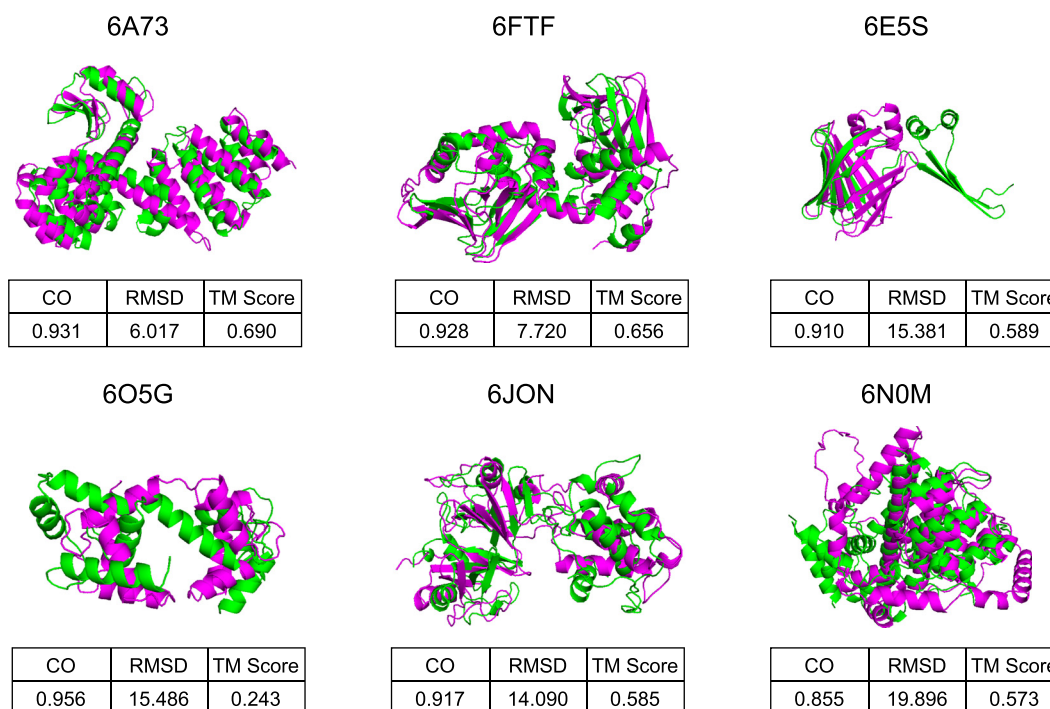 6A73 6FTF 6E5S
CO RMSD TM Score CO RMSD TM Score CO RMSD TM Score
0.931 6.017 0.690 0.928 7.720 0.656 0.910 15.381 0.589
6O5G 6JON 6N0M
CO RMSD TM Score CO RMSD TM Score CO RMSD TM Score
0.956 15.486 0.243 0.917 14.090 0.585 0.855 19.896 0.573